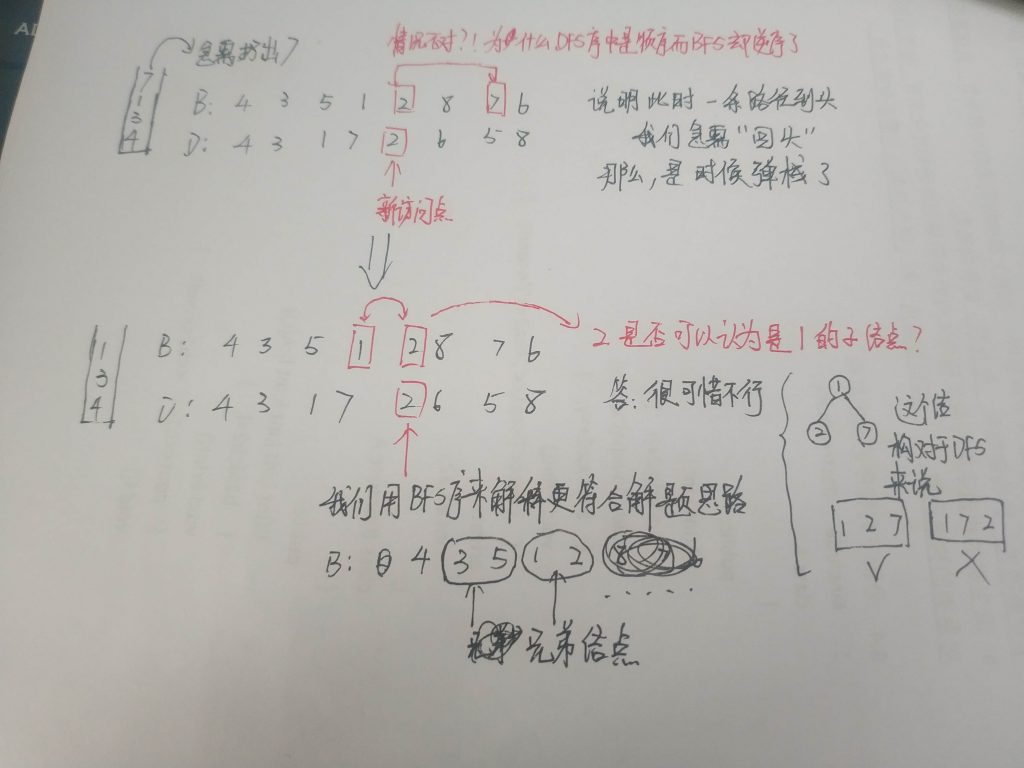 急需抛出7
情况不对?! 为什么DFS序中是顺序而BFS却逆序了
7
1
3
4
B: 4 3 5 1 2 8 7 6
D: 4 3 1 7 2 6 5 8
说明此时一条路径到头
我们急需“回头”
那么,是时候弹栈了
新访问点
1
3
4
B: 4 3 5 1 2 8 7 6
D: 4 3 1 7 2 6 5 8
2是否可以认为是1的子结点?
答: 很可惜不行
1
2 7
这个结
构对于DFS
来说
1 2 7
1 7 2
我们用BFS序来解释更符合解题思路
B: 4 3 5 1 2 6
兄弟结点